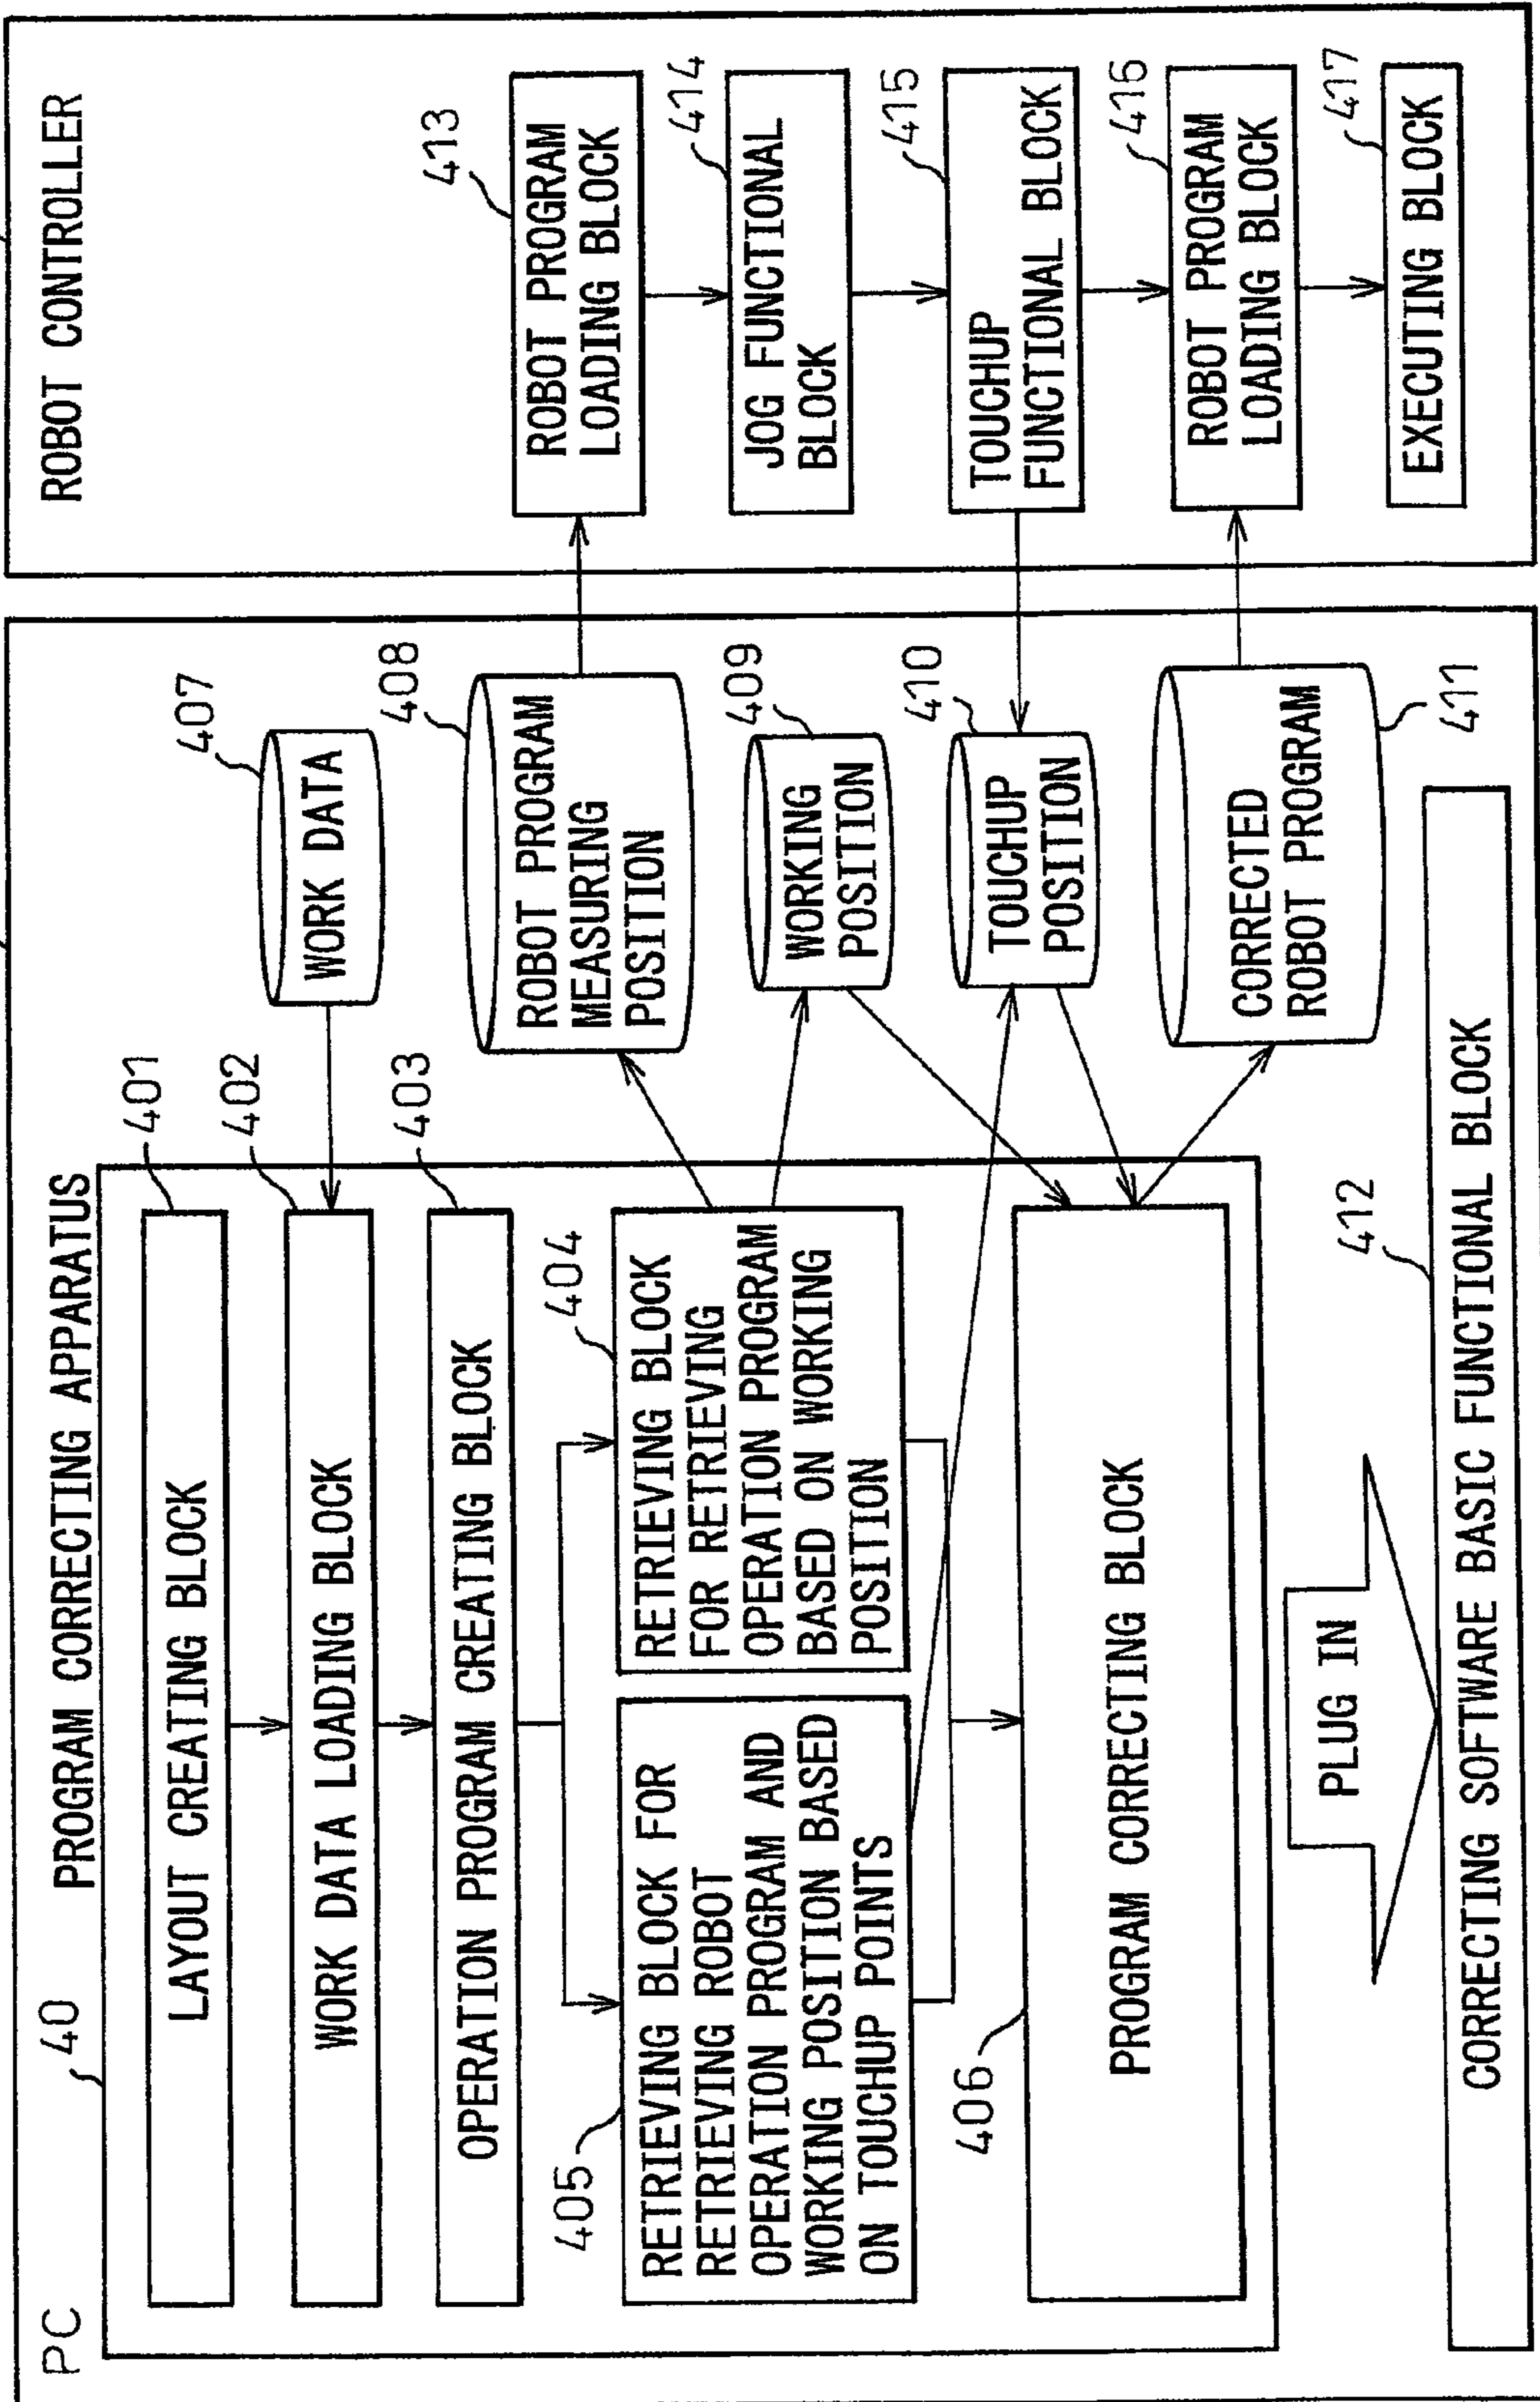 PC
40
PROGRAM CORRECTING APPARATUS
LAYOUT CREATING BLOCK
401
WORK DATA LOADING BLOCK
402
OPERATION PROGRAM CREATING BLOCK
403
405
RETRIEVING BLOCK FOR
RETRIEVING ROBOT
OPERATION PROGRAM AND
WORKING POSITION BASED
ON TOUCHUP POINTS
404
RETRIEVING BLOCK
FOR RETRIEVING
OPERATION PROGRAM
BASED ON WORKING
POSITION
406
PROGRAM CORRECTING BLOCK
PLUG IN
412
CORRECTING SOFTWARE BASIC FUNCTIONAL BLOCK
407
WORK DATA
408
ROBOT PROGRAM
MEASURING
POSITION
409
WORKING
POSITION
410
TOUCHUP
POSITION
CORRECTED
ROBOT PROGRAM
411
ROBOT CONTROLLER
413
ROBOT PROGRAM
LOADING BLOCK
414
JOG FUNCTIONAL
BLOCK
415
TOUCHUP
FUNCTIONAL BLOCK
416
ROBOT PROGRAM
LOADING BLOCK
417
EXECUTING BLOCK